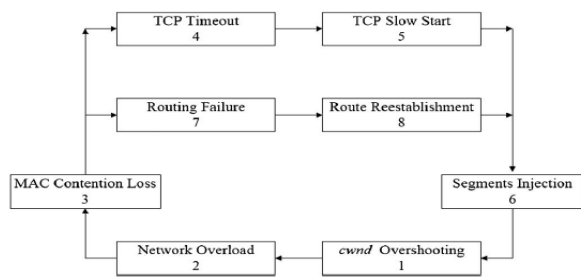 TCP Timeout
4
TCP Slow Start
5
Routing Failure
7
Route Reestablishment
8
MAC Contention Loss
3
Segments Injection
6
Network Overload
2
cwnd Overshooting
1